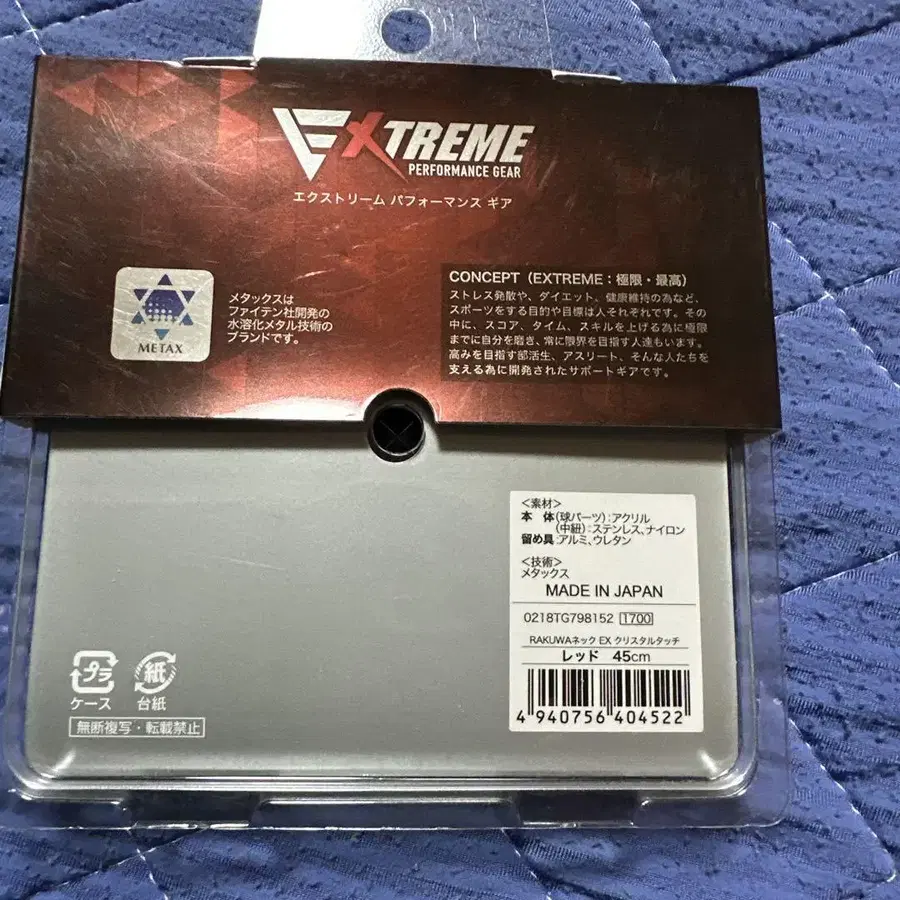 EXTREME
PERFORMANCE GEAR
エクストリーム パフォーマンス ギア
METAX
メタックスは
ファイテン社開発の
水溶化メタル技術の
ブランドです。
CONCEPT（EXTREME：極限・最高）
ストレス発散や、ダイエット、健康維持の為など、
スポーツをする目的や目標は人それぞれです。その
中に、スコア、タイム、スキルを上げる為に極限
までに自分を磨き、常に限界を目指す人達もいます。
高みを目指す部活生、アスリート、そんな人たちを
支える為に開発されたサポートギアです。
＜素材＞
本　体(球パーツ)：アクリル
(中紐)：ステンレス、ナイロン
留め具：アルミ、ウレタン
＜技術＞
メタックス
MADE IN JAPAN
0218TG798152 1700
RAKUWAネック EX クリスタルタッチ
レッド 45cm
4 940756 404522
プラ
ケース
紙
台紙
無断複写・転載禁止